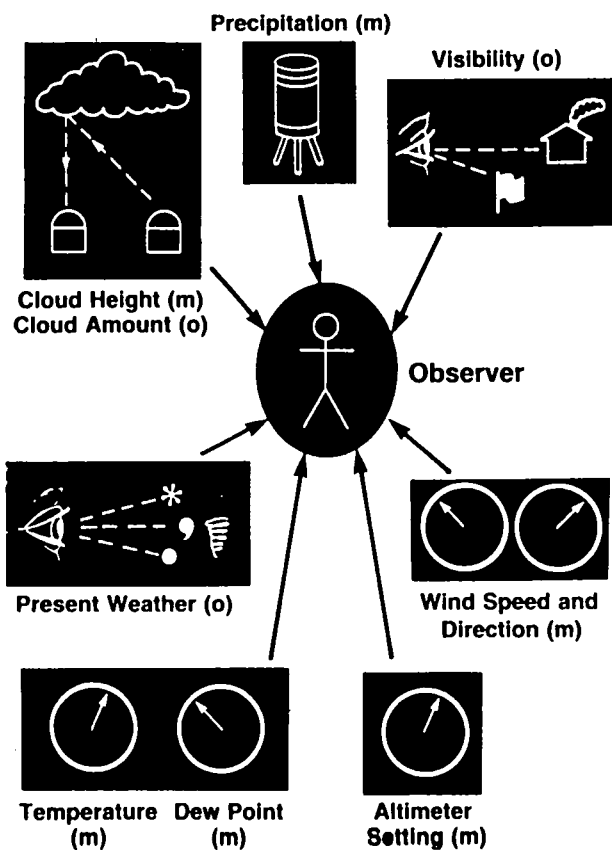 Precipitation (m)
Visibility (o)
Cloud Height (m)
Cloud Amount (o)
Observer
Present Weather (o)
Wind Speed and
Direction (m)
Temperature
(m)
Dew Point
(m)
Altimeter
Setting (m)